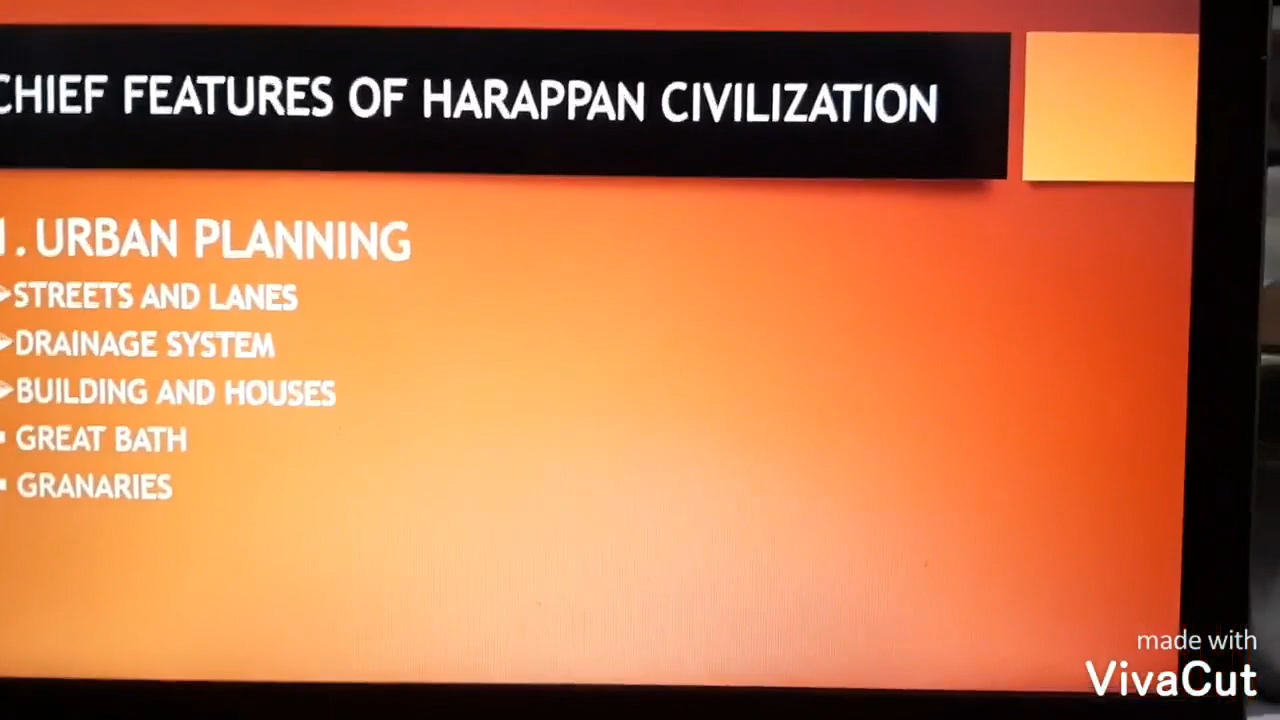 CHIEF FEATURES OF HARAPPAN CIVILIZATION
1. URBAN PLANNING
➢STREETS AND LANES
➢DRAINAGE SYSTEM
➢BUILDING AND HOUSES
▪ GREAT BATH
▪ GRANARIES
made with
VivaCut